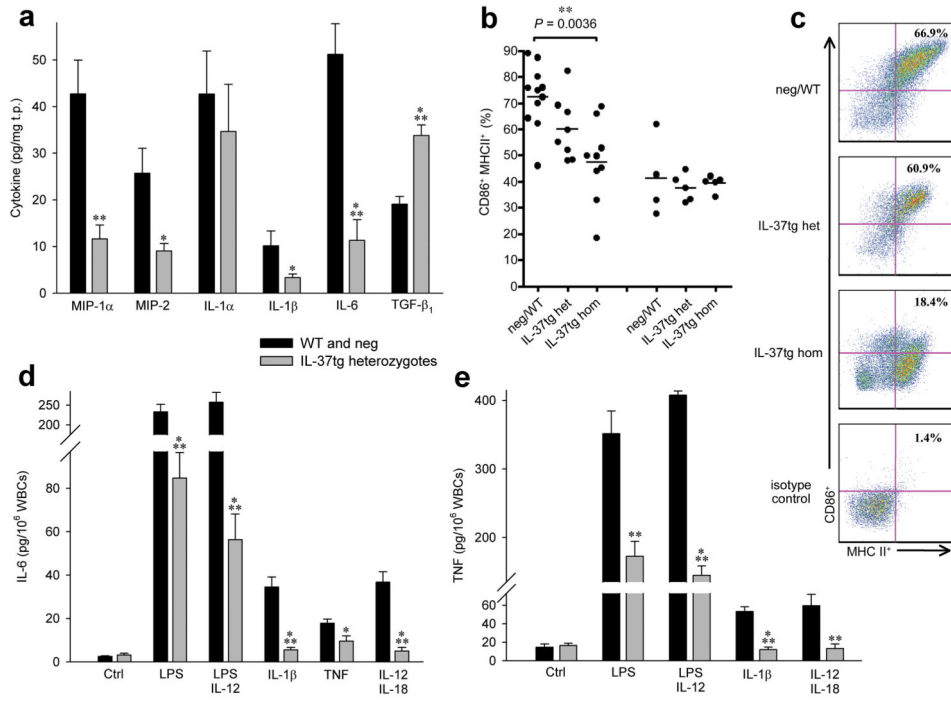 a
Cytokine (pg/mg t.p.)
50
40
30
20
10
0
** * * * ** * **
MIP-1α MIP-2 IL-1α IL-1β IL-6 TGF-β1
WT and neg
IL-37tg heterozygotes
b
**
P = 0.0036
CD86+ MHCII+ (%)
90
80
70
60
50
40
30
20
10
0
neg/WT
IL-37tg het
IL-37tg hom
neg/WT
IL-37tg het
IL-37tg hom
c
neg/WT
66.9%
IL-37tg het
60.9%
IL-37tg hom
18.4%
isotype
control
1.4%
CD86+
MHC II+
d
IL-6 (pg/10^6 WBCs)
250
200
80
60
40
20
0
* ** * ** * ** * * **
Ctrl LPS LPS IL-1β TNF IL-12
IL-12 IL-18
e
TNF (pg/10^6 WBCs)
400
300
200
60
40
20
0
** * ** * ** **
Ctrl LPS LPS IL-1β IL-12
IL-12 IL-18